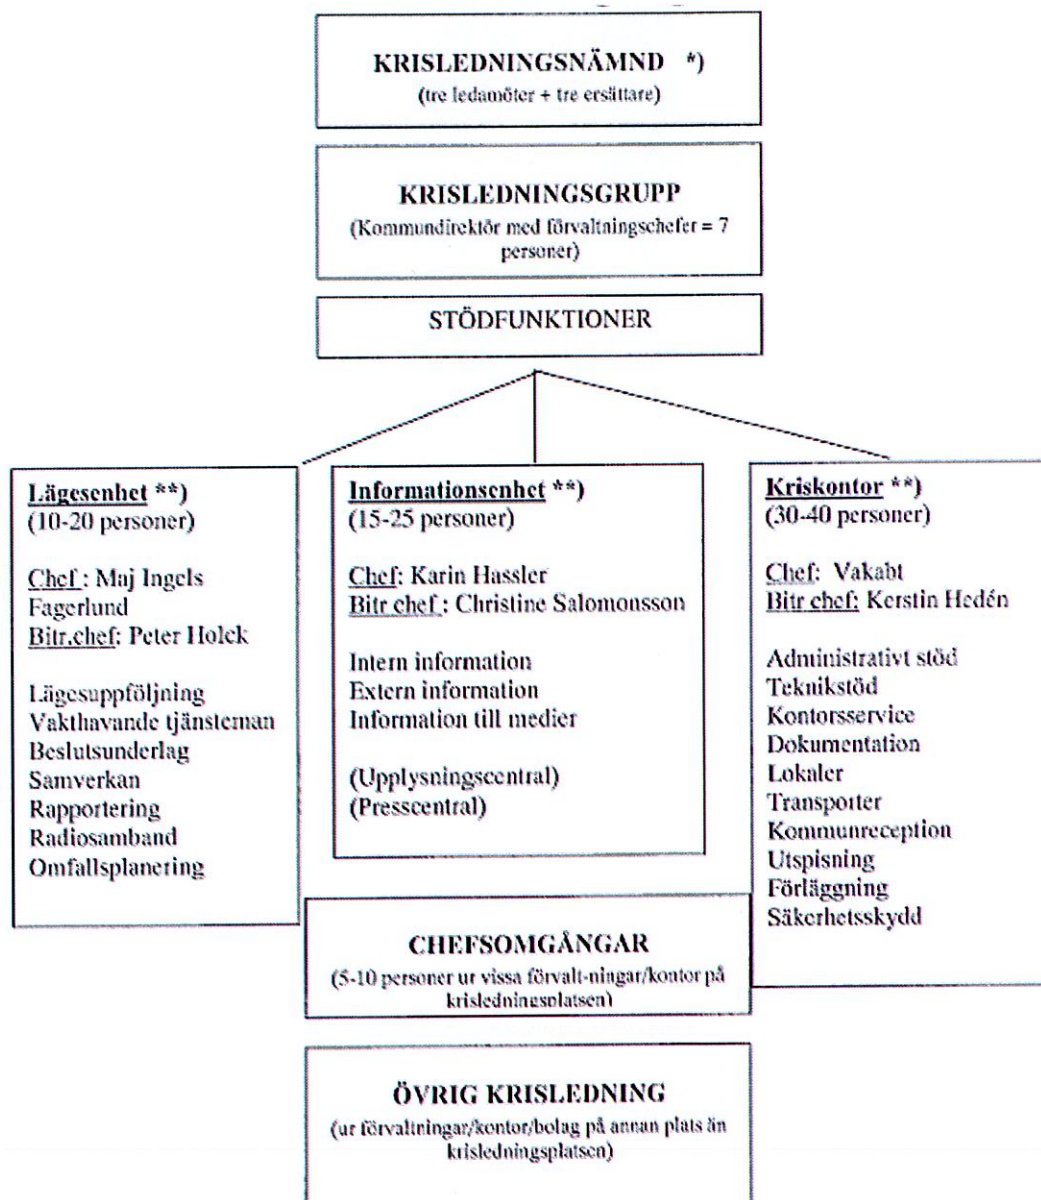 KRISLEDNINGSNÄMND *)
(tre ledamöter + tre ersättare)
KRISLEDNINGSGRUPP
(Kommundirektör med förvaltningschefer = 7
personer)
STÖDFUNKTIONER
Lägesenhet **)
(10-20 personer)
Chef : Maj Ingels
Fagerlund
Bitr.chef: Peter Holck
Lägesuppföljning
Vakthavande tjänsteman
Beslutsunderlag
Samverkan
Rapportering
Radiosamband
Omfallsplanering
Informationsenhet **)
(15-25 personer)
Chef: Karin Hassler
Bitr chef : Christine Salomonsson
Intern information
Extern information
Information till medier
(Upplysningscentral)
(Presscentral)
Kriskontor **)
(30-40 personer)
Chef: Vakabt
Bitr chef: Kerstin Hedén
Administrativt stöd
Teknikstöd
Kontorsservice
Dokumentation
Lokaler
Transporter
Kommunreception
Utspisning
Förläggning
Säkerhetsskydd
CHEFSOMGÅNGAR
(5-10 personer ur vissa förvalt-ningar/kontor på
krisledningsplatsen)
ÖVRIG KRISLEDNING
(ur förvaltningar/kontor/bolag på annan plats än
krisledningsplatsen)